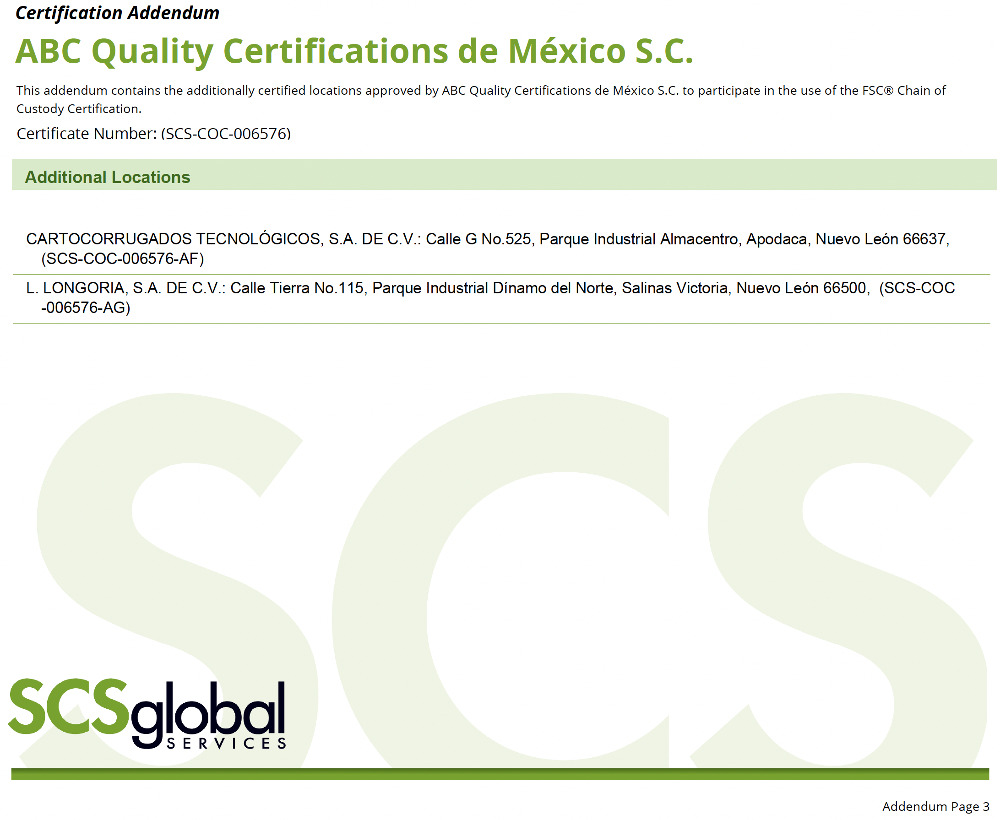 Certification Addendum
ABC Quality Certifications de México S.C.
This addendum contains the additionally certified locations approved by ABC Quality Certifications de México S.C. to participate in the use of the FSC® Chain of
Custody Certification.
Certificate Number: (SCS-COC-006576)
Additional Locations
CARTOCORRUGADOS TECNOLÓGICOS, S.A. DE C.V.: Calle G No.525, Parque Industrial Almacentro, Apodaca, Nuevo León 66637,
(SCS-COC-006576-AF)
L. LONGORIA, S.A. DE C.V.: Calle Tierra No.115, Parque Industrial Dínamo del Norte, Salinas Victoria, Nuevo León 66500,  (SCS-COC
-006576-AG)
SCS
SCSglobal
SERVICES
Addendum Page 3